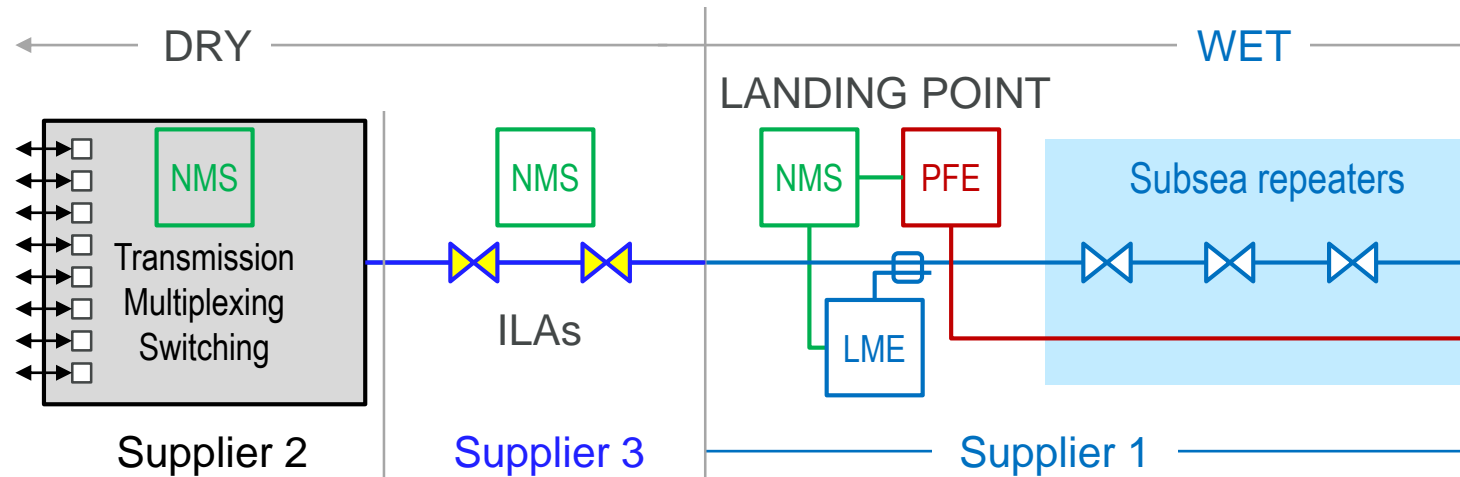 DRY
WET
LANDING POINT
NMS
NMS
NMS
PFE
Subsea repeaters
Transmission
Multiplexing
Switching
ILAs
LME
Supplier 2
Supplier 3
Supplier 1